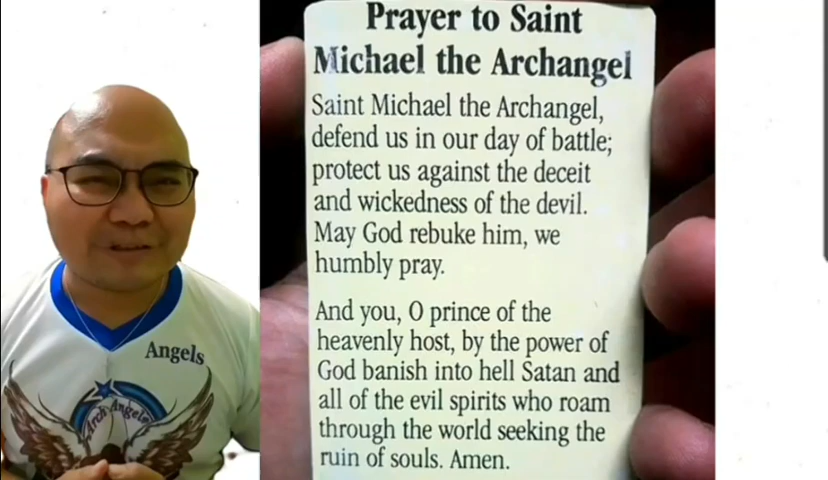 Prayer to Saint
Michael the Archangel
Saint Michael the Archangel,
defend us in our day of battle;
protect us against the deceit
and wickedness of the devil.
May God rebuke him, we
humbly pray.
And you, O prince of the
heavenly host, by the power of
God banish into hell Satan and
all of the evil spirits who roam
through the world seeking the
ruin of souls. Amen.
Angels
Arch Angels